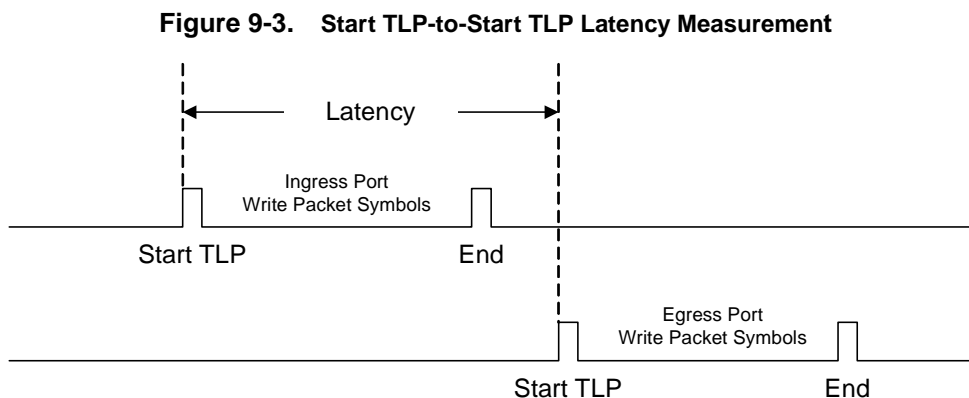 Figure 9-3. Start TLP-to-Start TLP Latency Measurement
Latency
Ingress Port
Write Packet Symbols
Start TLP
End
Egress Port
Write Packet Symbols
Start TLP
End